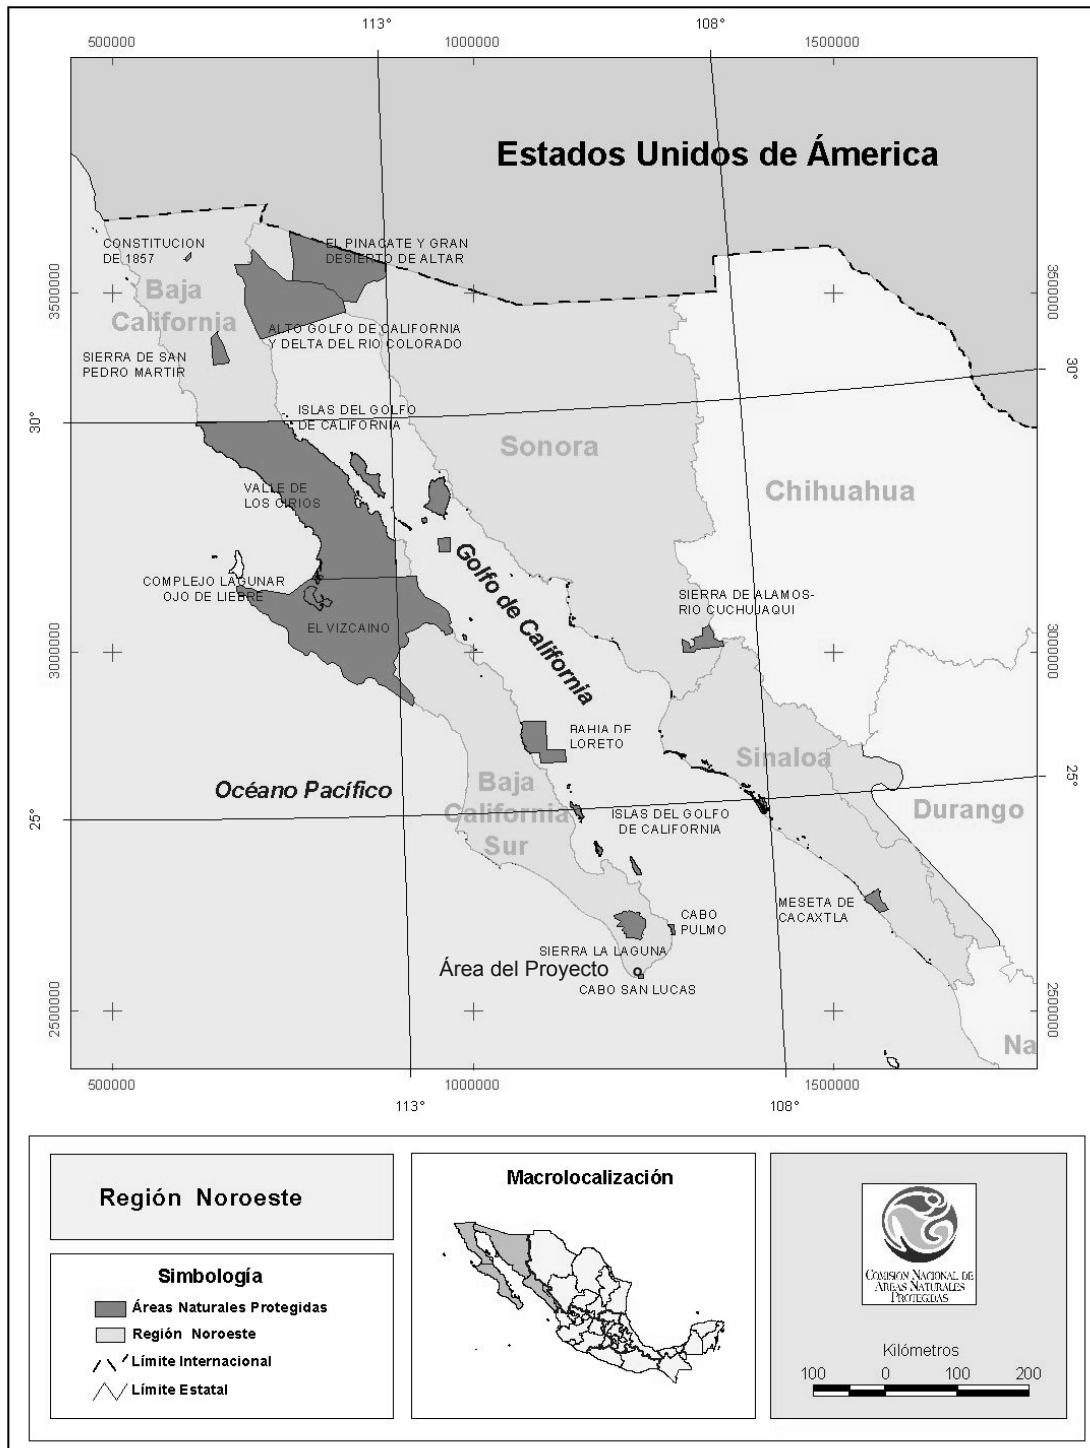 113°
108°
500000
1000000
1500000
Estados Unidos de Ámerica
CONSTITUCION
DE 1857
EL PINACATE Y GRAN
DESIERTO DE ALTAR
Baja
California
3500000
3500000
ALTO GOLFO DE CALIFORNIA
Y DELTA DEL RIO COLORADO
SIERRA DE SAN
PEDRO MARTIR
30°
30°
ISLAS DEL GOLFO
DE CALIFORNIA
Sonora
Chihuahua
VALLE DE
LOS CIRIOS
Golfo de California
COMPLEJO LAGUNAR
OJO DE LIEBRE
SIERRA DE ALAMOS-
RIO CUCHUJAQUI
EL VIZCAINO
3000000
3000000
BAHIA DE
LORETO
Sinaloa
Océano Pacífico
Baja
California
Sur
25°
25°
Durango
ISLAS DEL GOLFO
DE CALIFORNIA
MESETA DE
CACAXTLA
CABO
PULMO
SIERRA LA LAGUNA
Área del Proyecto
CABO SAN LUCAS
2500000
2500000
Na
500000
1000000
1500000
113°
108°
Región Noroeste
Simbología
Áreas Naturales Protegidas
Región Noroeste
Límite Internacional
Límite Estatal
Macrolocalización
COMISION NACIONAL DE
AREAS NATURALES
PROTEGIDAS
Kilómetros
100 0 100 200